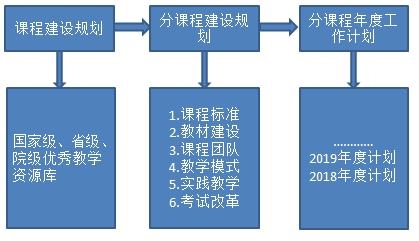 课程建设规划
分课程建设规
划
分课程年度工
作计划
国家级、省级、
院级优秀教学
资源库
1.课程标准
2.教材建设
3.课程团队
4.教学模式
5.实践教学
6.考试改革
…………
2019年度计划
2018年度计划